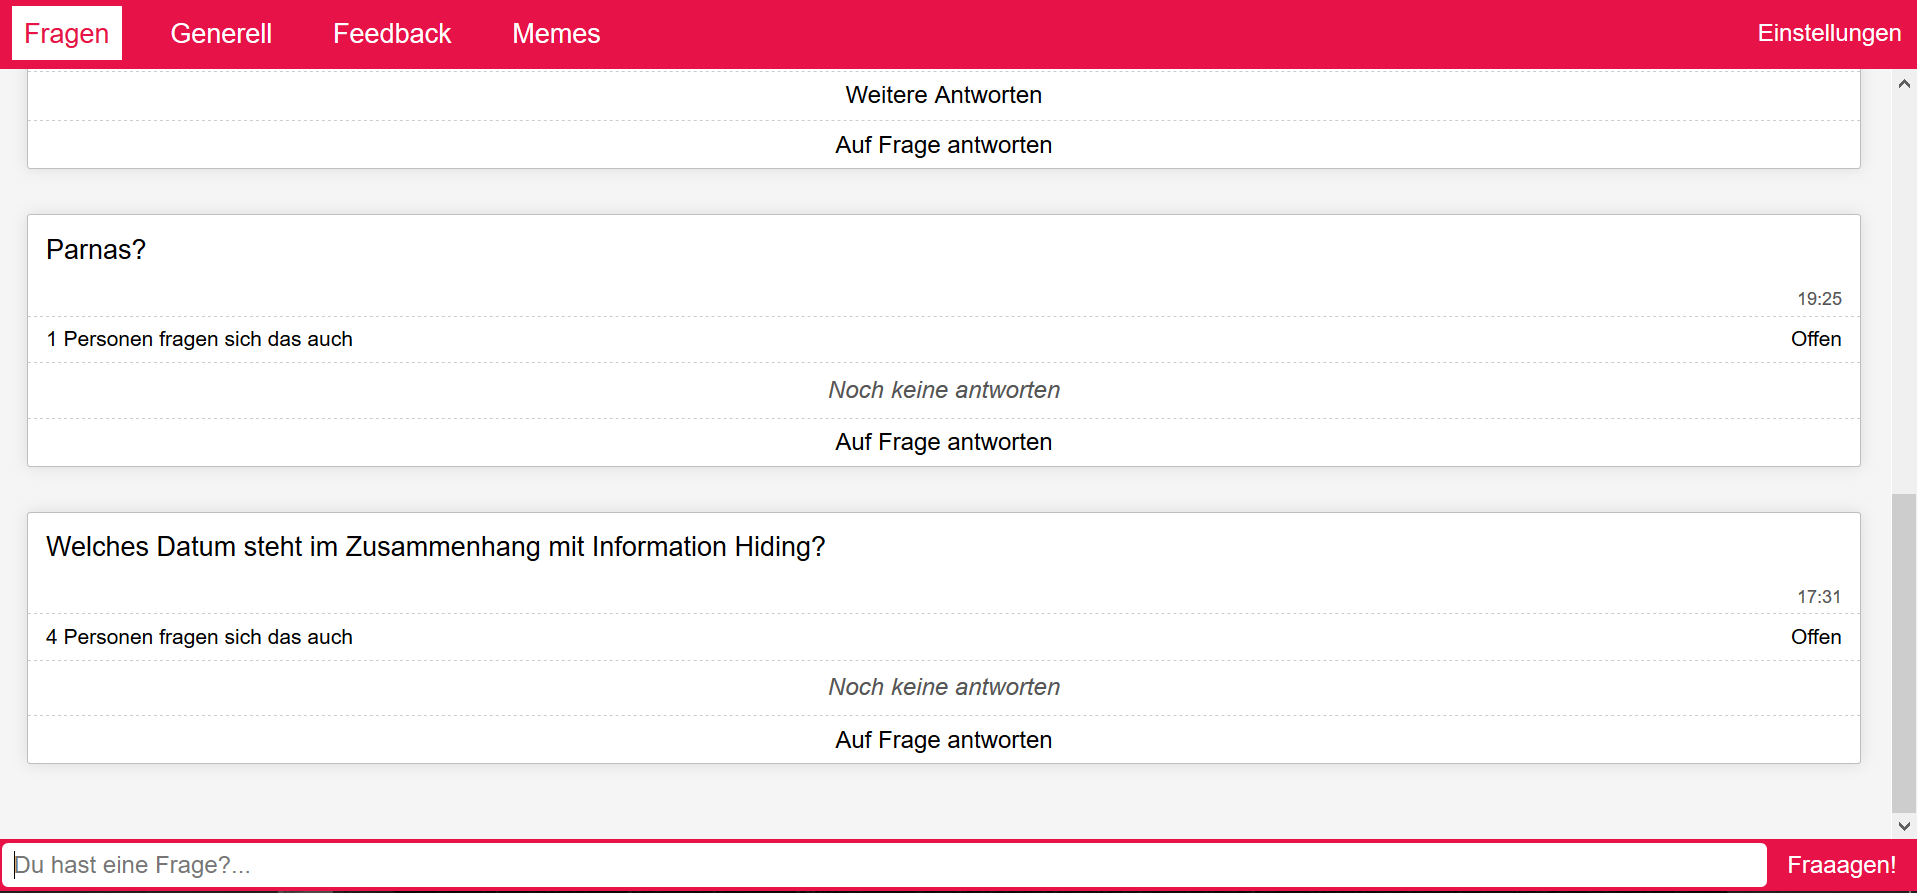 Fragen Generell Feedback Memes Einstellungen
Weitere Antworten
Auf Frage antworten
Parnas?
19:25
1 Personen fragen sich das auch Offen
Noch keine antworten
Auf Frage antworten
Welches Datum steht im Zusammenhang mit Information Hiding?
17:31
4 Personen fragen sich das auch Offen
Noch keine antworten
Auf Frage antworten
Du hast eine Frage?... Fraaagen!